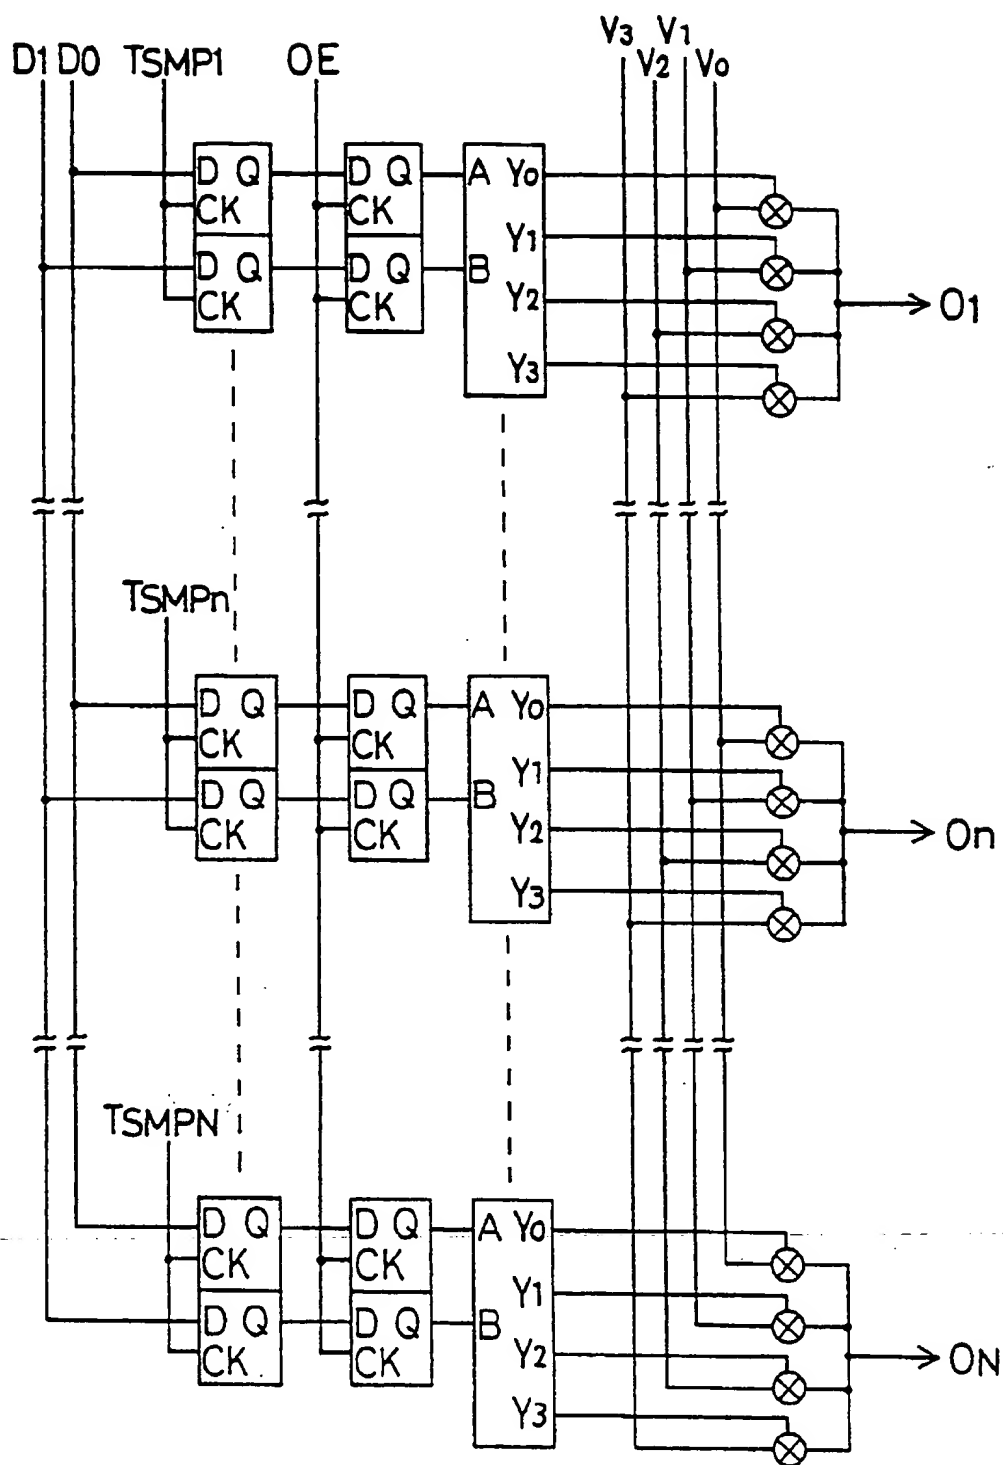 V3 V1
D1 D0 TSMP1 OE V2 V0
D Q D Q A Y0
CK CK
Y1
D Q D Q B
CK CK Y2 O1
Y3
TSMPn
D Q D Q A Y0
CK CK
Y1
D Q D Q B
CK CK Y2 On
Y3
TSMPN
D Q D Q A Y0
CK CK
Y1
D Q D Q B
CK CK Y2 ON
Y3